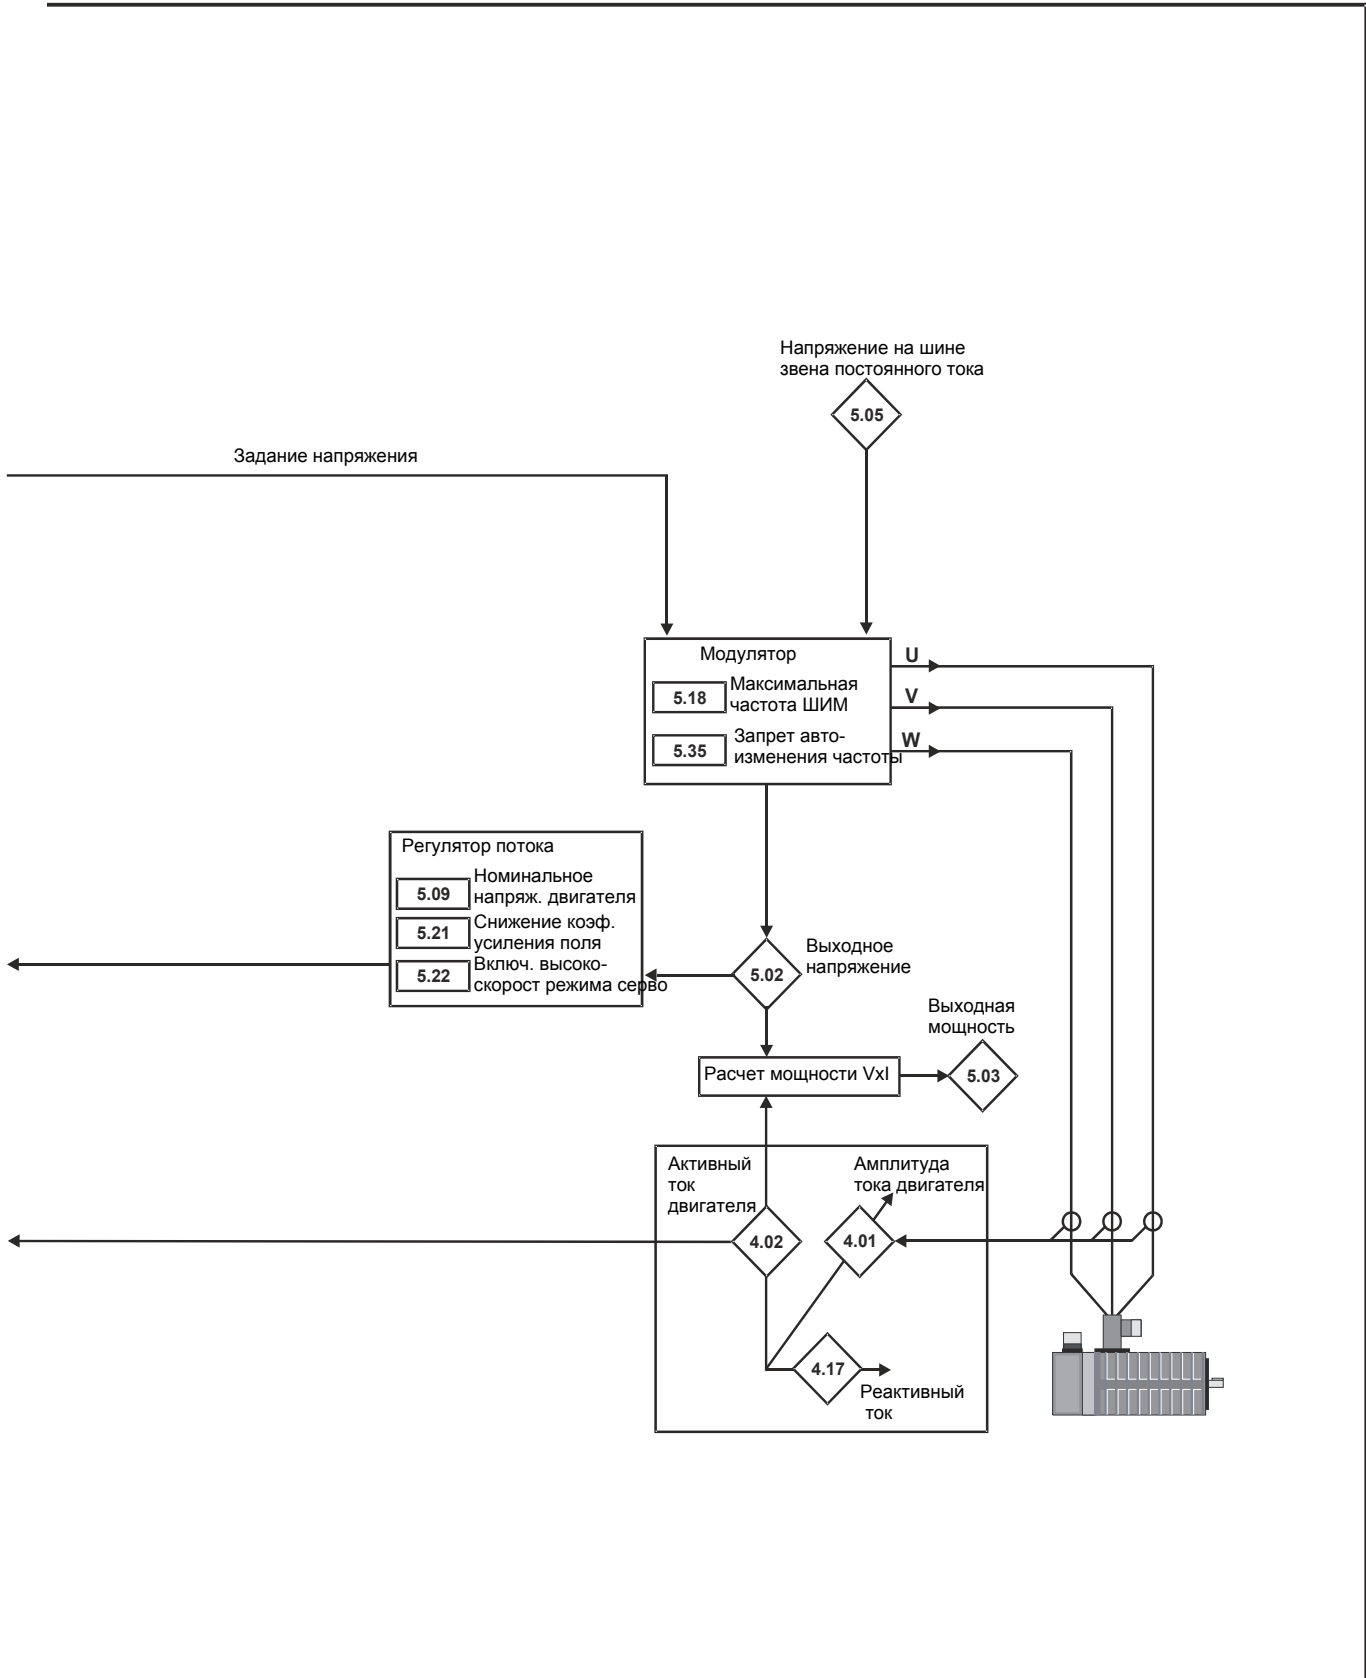 Напряжение на шине
звена постоянного тока
5.05
Задание напряжения
Модулятор
5.18
Максимальная
частота ШИМ
5.35
Запрет авто-
изменения частоты
U
V
W
Регулятор потока
5.09
Номинальное
напряж. двигателя
5.21
Снижение коэф.
усиления поля
5.22
Включ. высоко-
скорост режима серво
5.02
Выходное
напряжение
Выходная
мощность
Расчет мощности VxI
5.03
Активный
ток
двигателя
Амплитуда
тока двигателя
4.02
4.01
4.17
Реактивный
ток